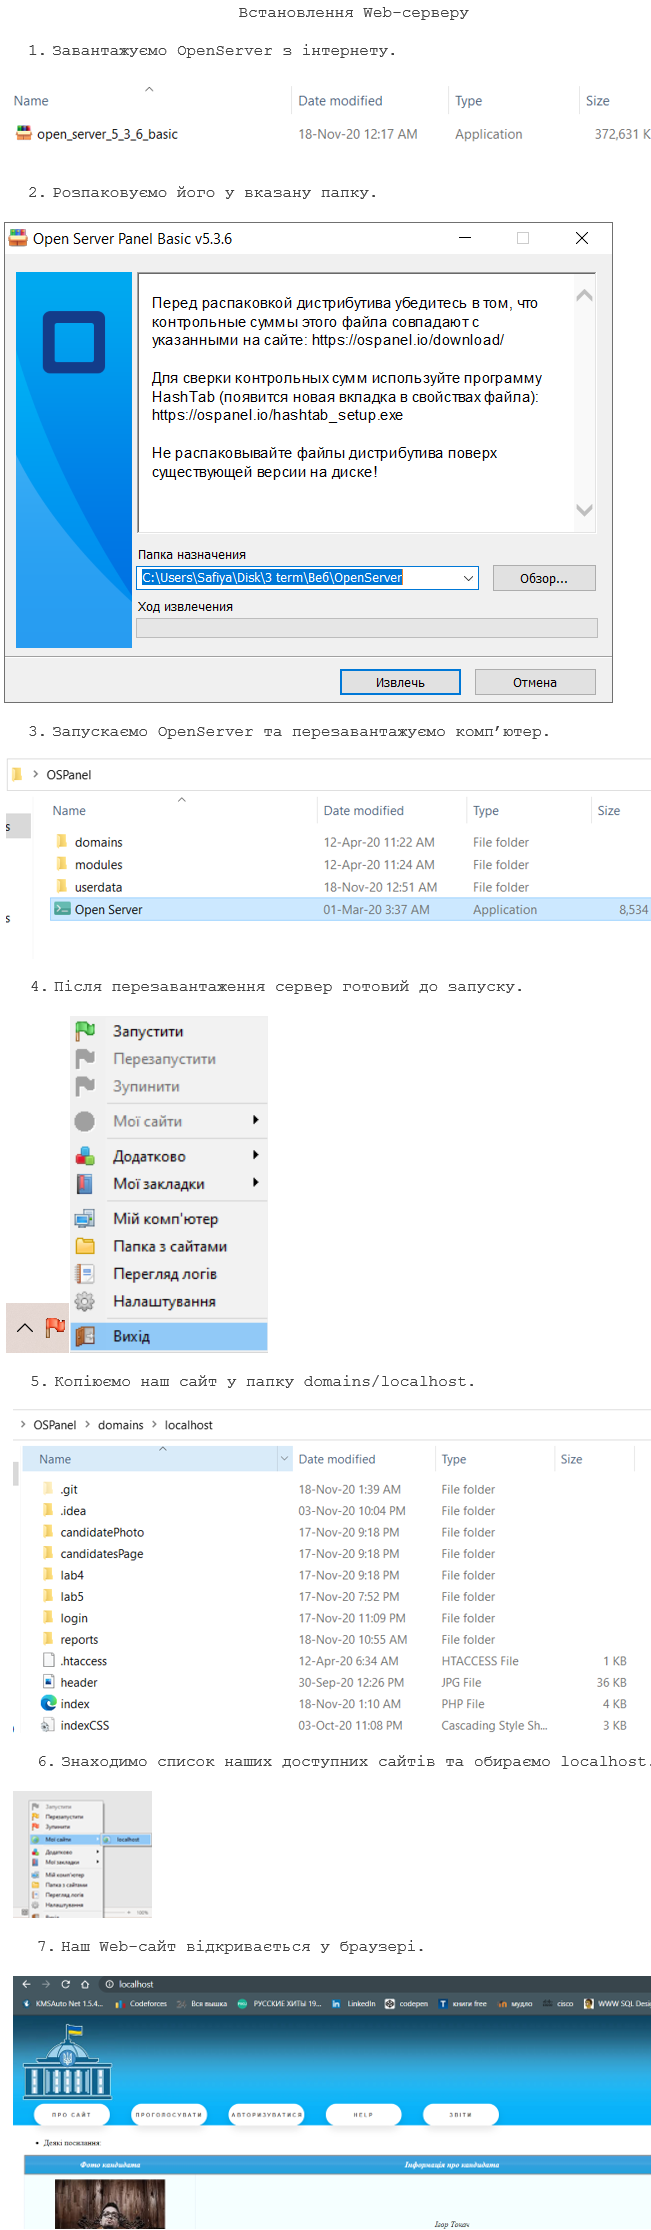 Встановлення Web-серверу
1. Завантажуємо OpenServer з інтернету.
Name Date modified Type Size
open_server_5_3_6_basic 18-Nov-20 12:17 AM Application 372,631 K
2. Розпаковуємо його у вказану папку.
Open Server Panel Basic v5.3.6
Перед распаковкой дистрибутива убедитесь в том, что
контрольные суммы этого файла совпадают с
указанными на сайте: https://ospanel.io/download/
Для сверки контрольных сумм используйте программу
HashTab (появится новая вкладка в свойствах файла):
https://ospanel.io/hashtab_setup.exe
Не распаковывайте файлы дистрибутива поверх
существующей версии на диске!
Папка назначения
C:\Users\Safiya\Disk\3 term\Веб\OpenServer Обзор...
Ход извлечения
Извлечь Отмена
3. Запускаємо OpenServer та перезавантажуємо комп’ютер.
> OSPanel
Name Date modified Type Size
domains 12-Apr-20 11:22 AM File folder
modules 12-Apr-20 11:24 AM File folder
userdata 18-Nov-20 12:51 AM File folder
Open Server 01-Mar-20 3:37 AM Application 8,534
4. Після перезавантаження сервер готовий до запуску.
Запустити
Перезапустити
Зупинити
Мої сайти
Додатково
Мої закладки
Мій комп'ютер
Папка з сайтами
Перегляд логів
Налаштування
Вихід
5. Копіюємо наш сайт у папку domains/localhost.
> OSPanel > domains > localhost
Name Date modified Type Size
.git 18-Nov-20 1:39 AM File folder
.idea 03-Nov-20 10:04 PM File folder
candidatePhoto 17-Nov-20 9:18 PM File folder
candidatesPage 17-Nov-20 9:18 PM File folder
lab4 17-Nov-20 9:18 PM File folder
lab5 17-Nov-20 7:52 PM File folder
login 17-Nov-20 11:09 PM File folder
reports 18-Nov-20 10:55 AM File folder
.htaccess 12-Apr-20 6:34 AM HTACCESS File 1 KB
header 30-Sep-20 12:26 PM JPG File 36 KB
index 18-Nov-20 1:10 AM PHP File 4 KB
indexCSS 03-Oct-20 11:08 PM Cascading Style Sh... 3 KB
6. Знаходимо список наших доступних сайтів та обираємо localhost.
Запустити
Перезапустити
Зупинити
Мої сайти localhost
Додатково
Мої закладки
Мій комп'ютер
Папка з сайтами
Перегляд логів
Налаштування
Вихід
100%
7. Наш Web-сайт відкривається у браузері.
localhost
KMSAuto Net 1.5.4... Codeforces Вся вышка РУССКИЕ ХИТЫ 19... LinkedIn codepen книги free мудло cisco WWW SQL Desig
ПРО САЙТ ПРОГОЛОСУВАТИ АВТОРИЗУВАТИСЯ HELP ЗВІТИ
• Деякі посилання:
Фото кандидата Інформація про кандидата
Ігор Ткач